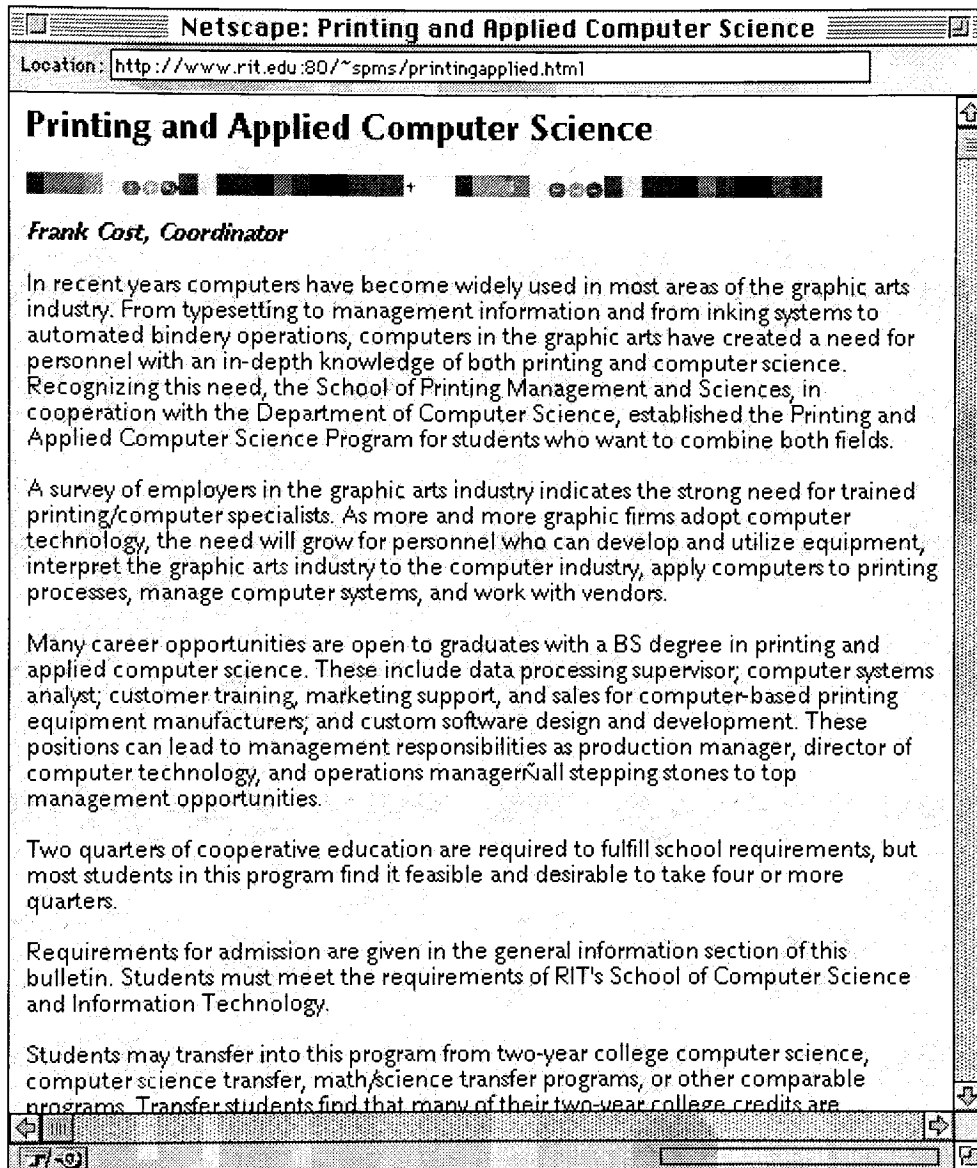 Netscape: Printing and Applied Computer Science
Location: http://www.rit.edu:80/~spms/printingapplied.html
Printing and Applied Computer Science
Frank Cost, Coordinator
In recent years computers have become widely used in most areas of the graphic arts
industry. From typesetting to management information and from inking systems to
automated bindery operations, computers in the graphic arts have created a need for
personnel with an in-depth knowledge of both printing and computer science.
Recognizing this need, the School of Printing Management and Sciences, in
cooperation with the Department of Computer Science, established the Printing and
Applied Computer Science Program for students who want to combine both fields.
A survey of employers in the graphic arts industry indicates the strong need for trained
printing/computer specialists. As more and more graphic firms adopt computer
technology, the need will grow for personnel who can develop and utilize equipment,
interpret the graphic arts industry to the computer industry, apply computers to printing
processes, manage computer systems, and work with vendors.
Many career opportunities are open to graduates with a BS degree in printing and
applied computer science. These include data processing supervisor; computer systems
analyst; customer training, marketing support, and sales for computer-based printing
equipment manufacturers; and custom software design and development. These
positions can lead to management responsibilities as production manager, director of
computer technology, and operations managerÑall stepping stones to top
management opportunities.
Two quarters of cooperative education are required to fulfill school requirements, but
most students in this program find it feasible and desirable to take four or more
quarters.
Requirements for admission are given in the general information section of this
bulletin. Students must meet the requirements of RIT's School of Computer Science
and Information Technology.
Students may transfer into this program from two-year college computer science,
computer science transfer, math/science transfer programs, or other comparable
programs. Transfer students find that many of their two-year college credits are